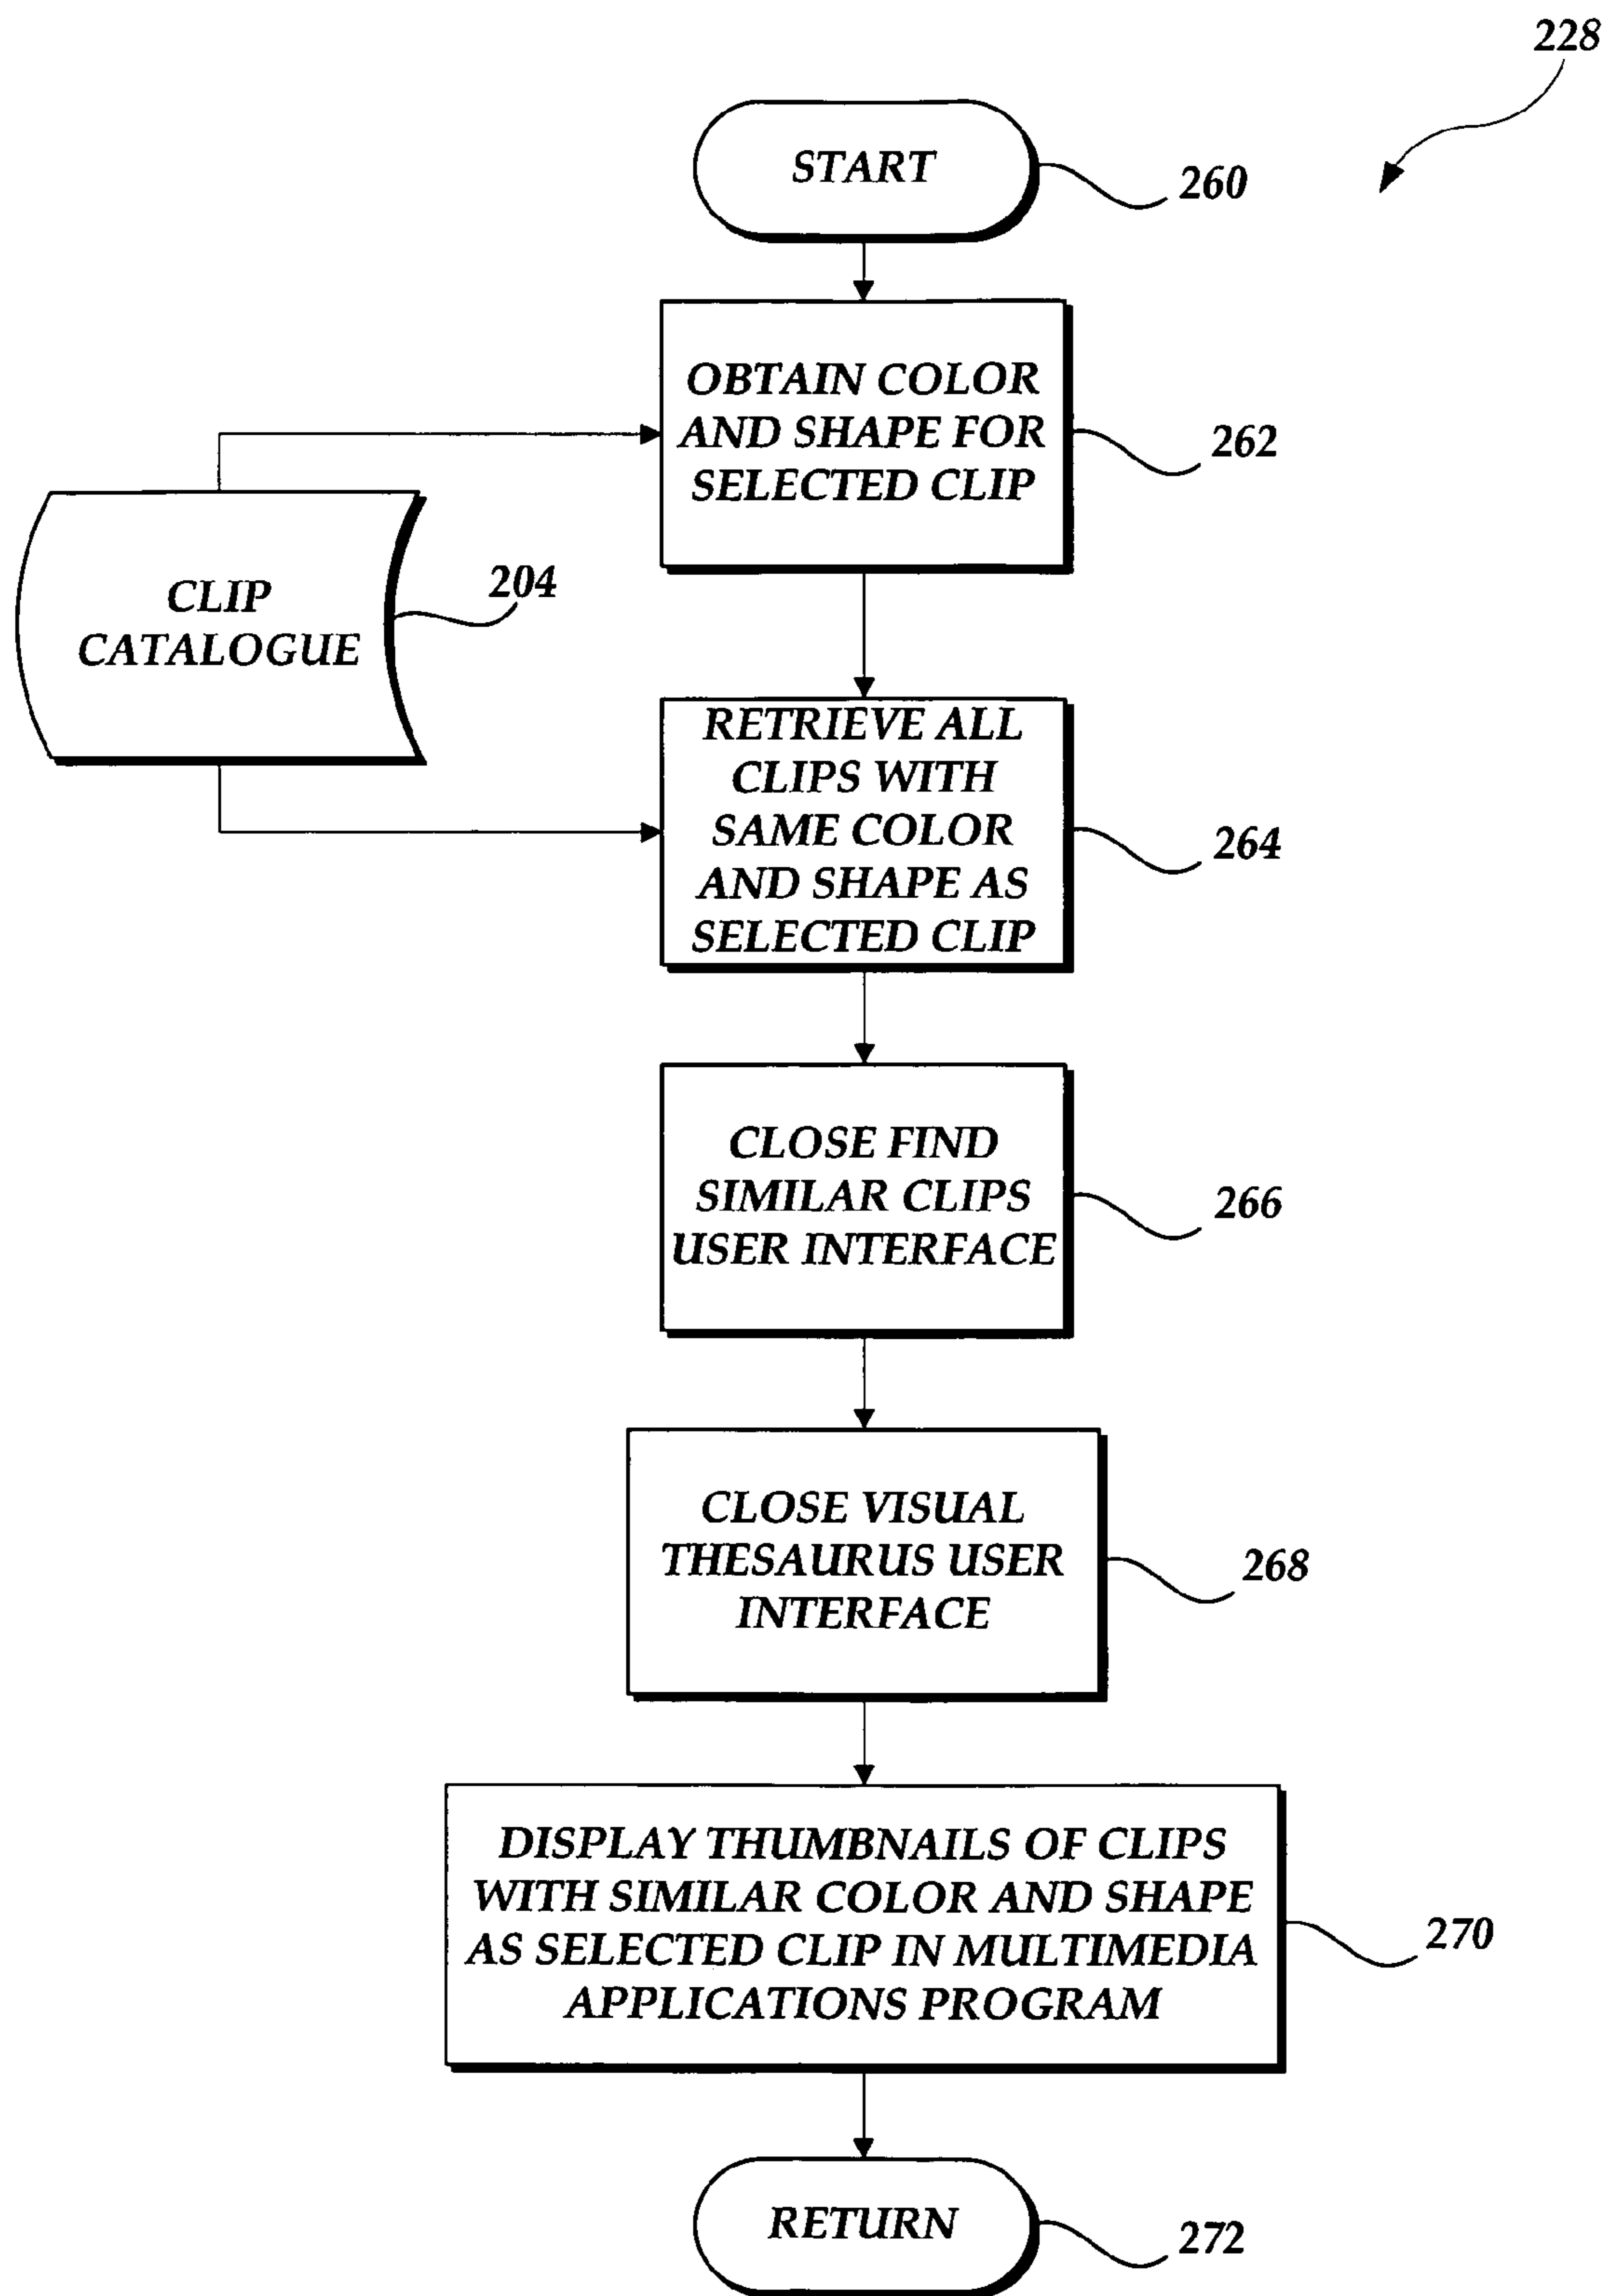 228
START
260
OBTAIN COLOR
AND SHAPE FOR
SELECTED CLIP
262
CLIP
CATALOGUE
204
RETRIEVE ALL
CLIPS WITH
SAME COLOR
AND SHAPE AS
SELECTED CLIP
264
CLOSE FIND
SIMILAR CLIPS
USER INTERFACE
266
CLOSE VISUAL
THESAURUS USER
INTERFACE
268
DISPLAY THUMBNAILS OF CLIPS
WITH SIMILAR COLOR AND SHAPE
AS SELECTED CLIP IN MULTIMEDIA
APPLICATIONS PROGRAM
270
RETURN
272